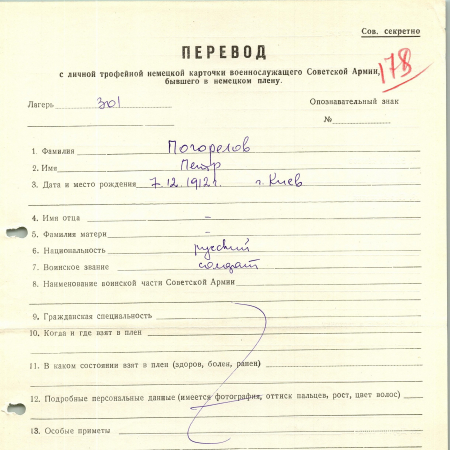 Сов. секретно
ПЕРЕВОД
178
с личной трофейной немецкой карточки военнослужащего Советской Армии,
бывшего в немецком плену.
Лагерь 301 Опознавательный знак
№
1. Фамилия Погорелов
2. Имя Петр
3. Дата и место рождения 7.12.1912 г. г. Киев
4. Имя отца –
5. Фамилия матери –
6. Национальность русский
7. Воинское звание солдат
8. Наименование воинской части Советской Армии
9. Гражданская специальность
10. Когда и где взят в плен
11. В каком состоянии взят в плен (здоров, болен, ранен)
12. Подробные персональные данные (имеется фотография, оттиск пальцев, рост, цвет волос)
13. Особые приметы